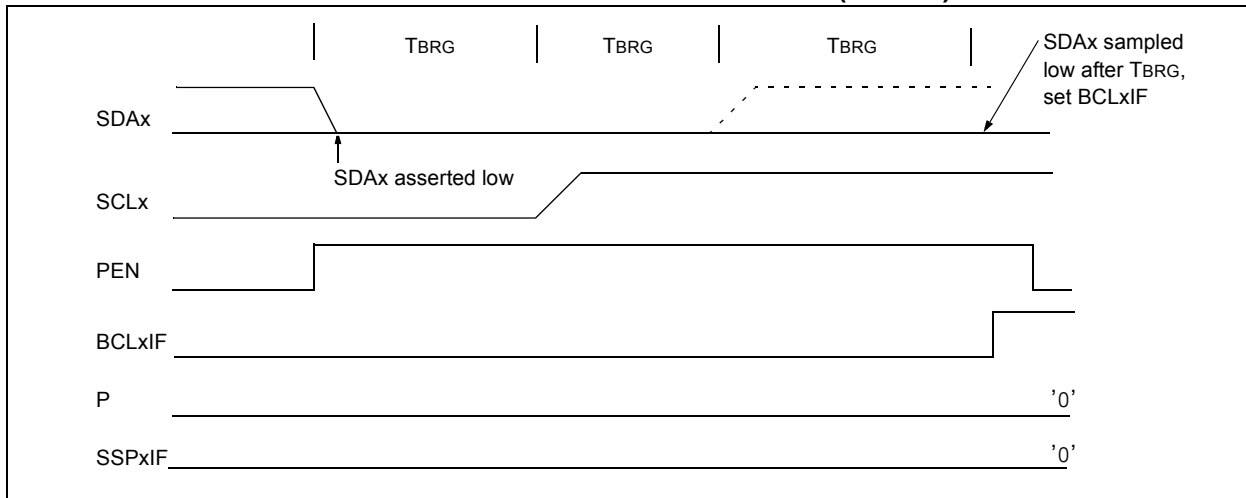 TBRG TBRG TBRG
SDAx sampled
low after TBRG,
set BCLxIF
SDAx
SDAx asserted low
SCLx
PEN
BCLxIF
P '0'
SSPxIF '0'